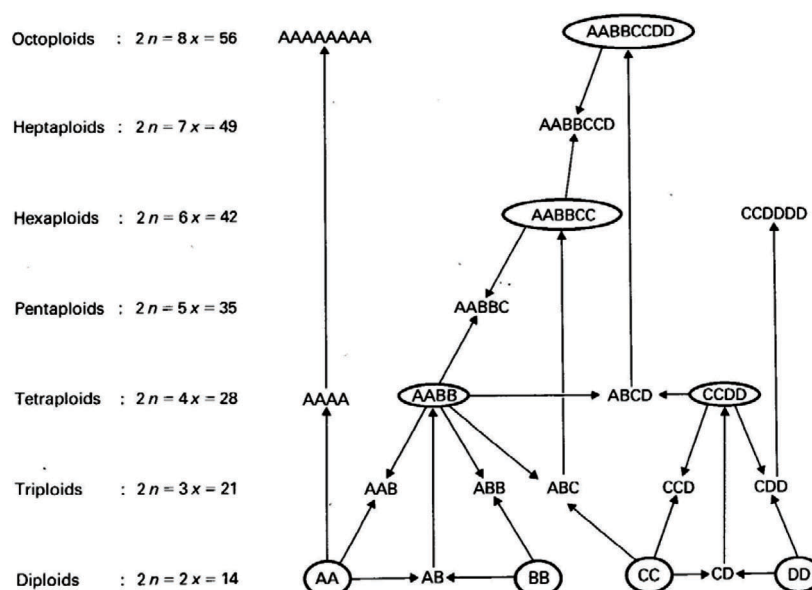 Octoploids : 2n=8x=56 AAAAAAAA AABBCCDD
Heptaploids : 2n=7x=49 AABBCCD
Hexaploids : 2n=6x=42 AABBCC CCDDDD
Pentaploids : 2n=5x=35 AABBC
Tetraploids : 2n=4x=28 AAAA AABB ABCD CCDD
Triploids : 2n=3x=21 AAB ABB ABC CCD CDD
Diploids : 2n=2x=14 AA AB BB CC CD DD